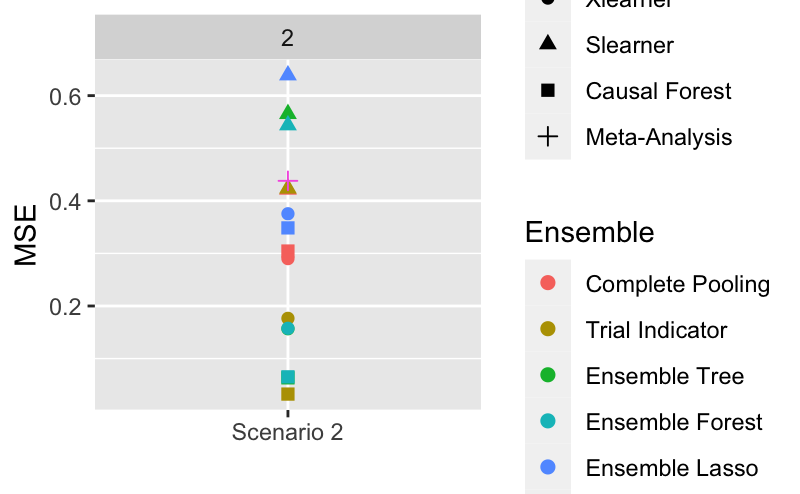 2
0.6
0.4
0.2
MSE
Scenario 2
Xlearner
Slearner
Causal Forest
Meta-Analysis
Ensemble
Complete Pooling
Trial Indicator
Ensemble Tree
Ensemble Forest
Ensemble Lasso